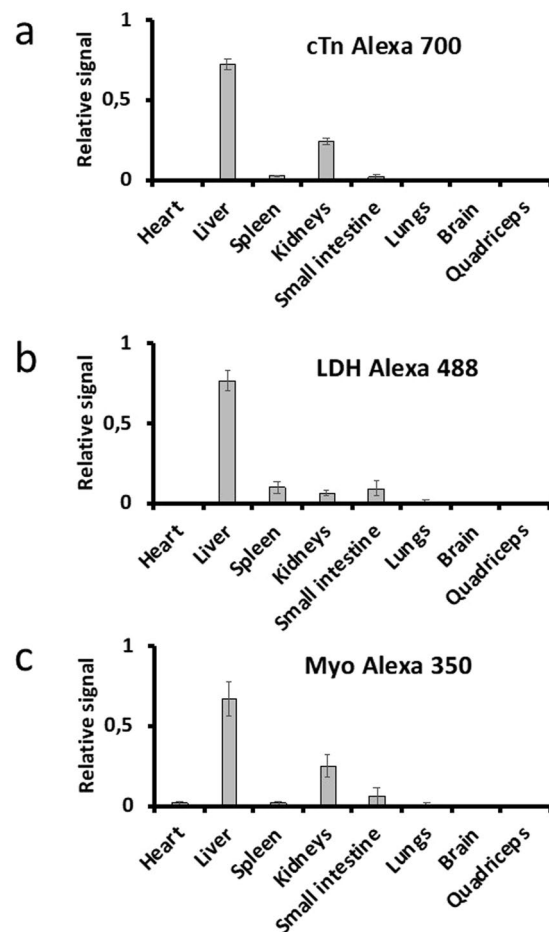 a
cTn Alexa 700
Relative signal
1
0,5
0
Heart
Liver
Spleen
Kidneys
Small intestine
Lungs
Brain
Quadriceps
b
LDH Alexa 488
Relative signal
1
0,5
0
Heart
Liver
Spleen
Kidneys
Small intestine
Lungs
Brain
Quadriceps
c
Myo Alexa 350
Relative signal
1
0,5
0
Heart
Liver
Spleen
Kidneys
Small intestine
Lungs
Brain
Quadriceps